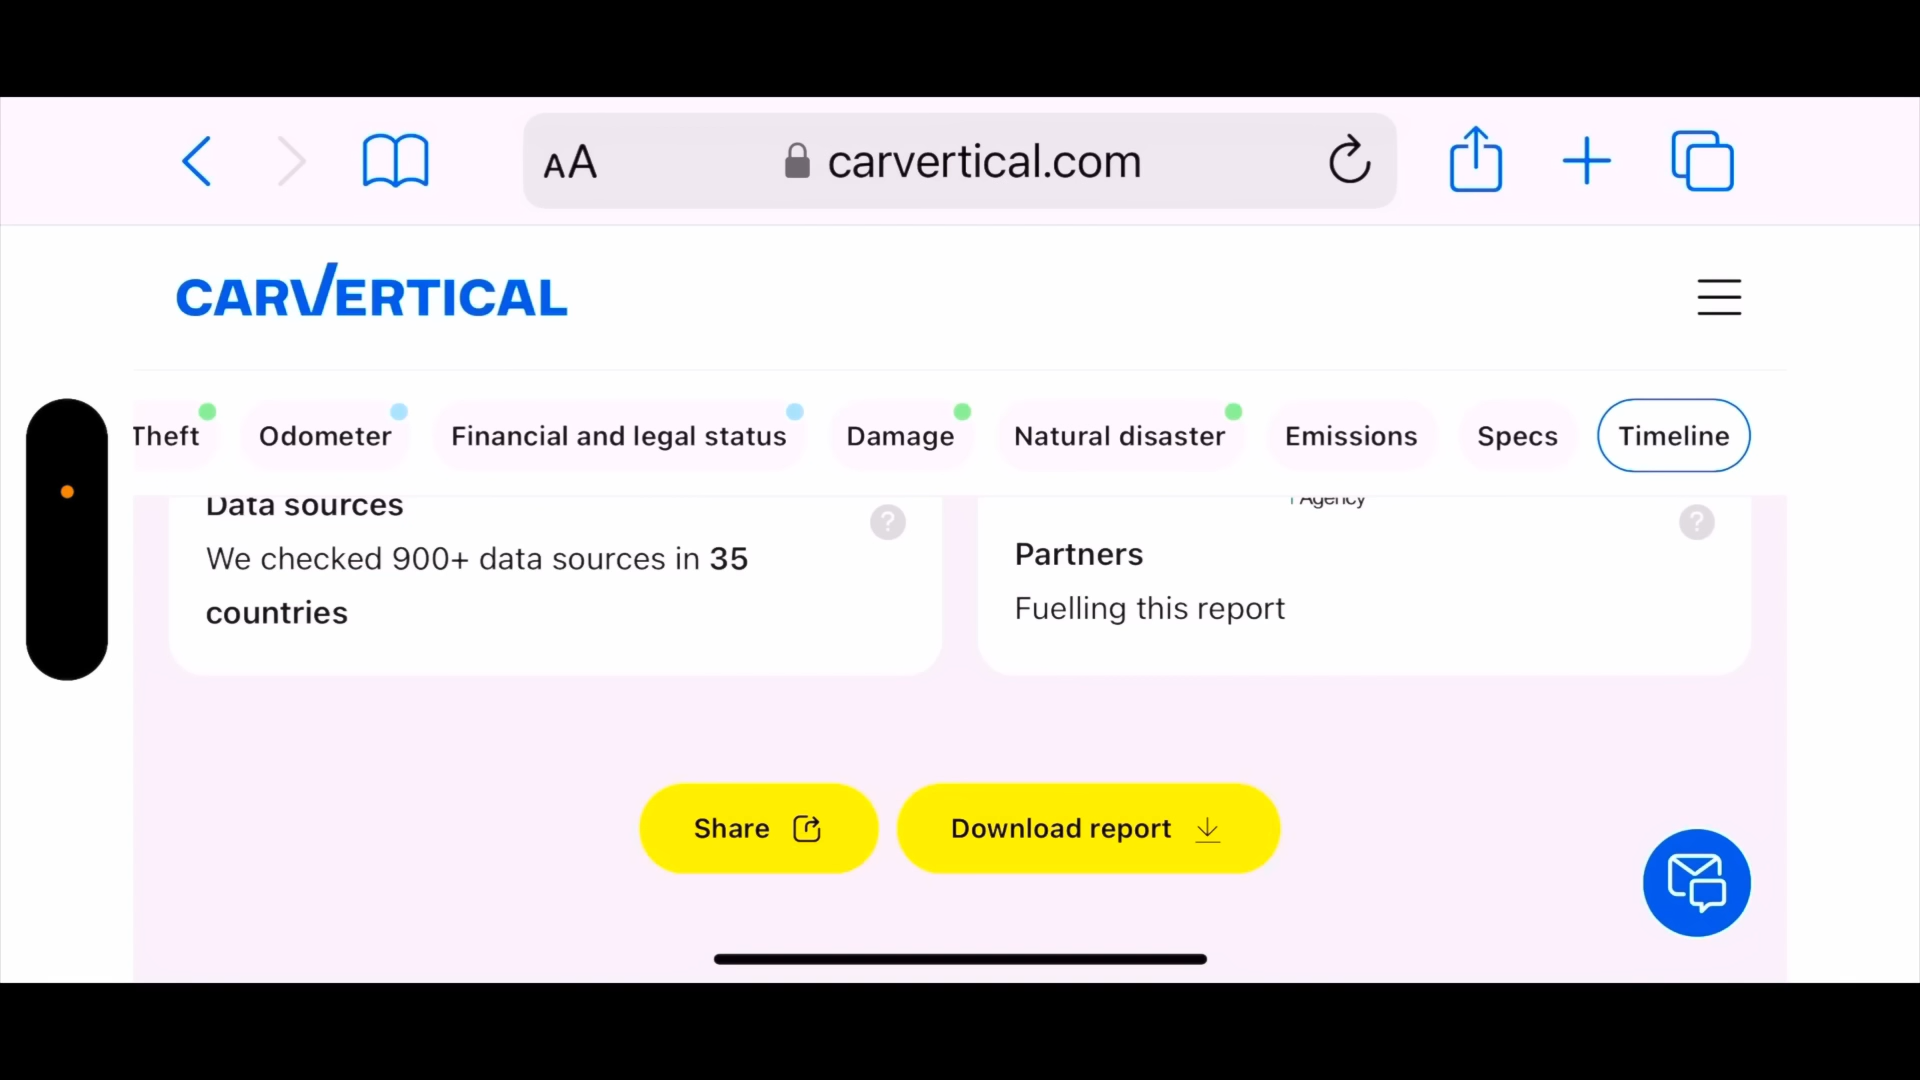 AA
carvertical.com
CARVERTICAL
Theft
Odometer
Financial and legal status
Damage
Natural disaster
Emissions
Specs
Timeline
Data sources
?
We checked 900+ data sources in 35
countries
Agency
?
Partners
Fuelling this report
Share
Download report